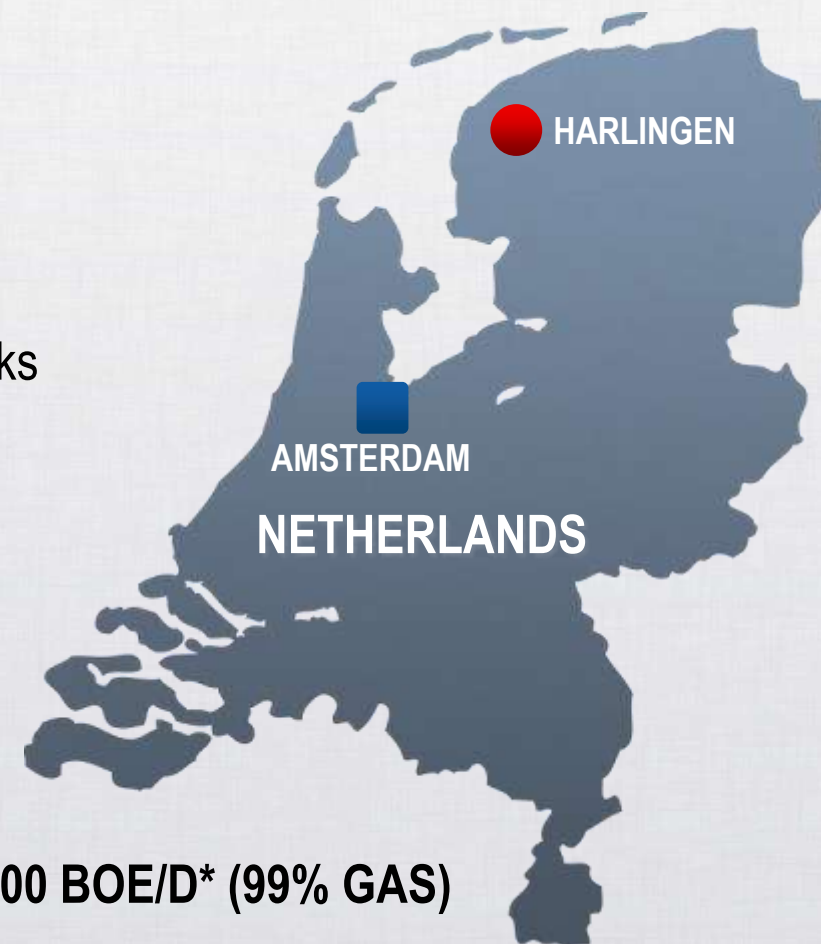 HARLINGEN
ks
AMSTERDAM
NETHERLANDS
00 BOE/D* (99% GAS)